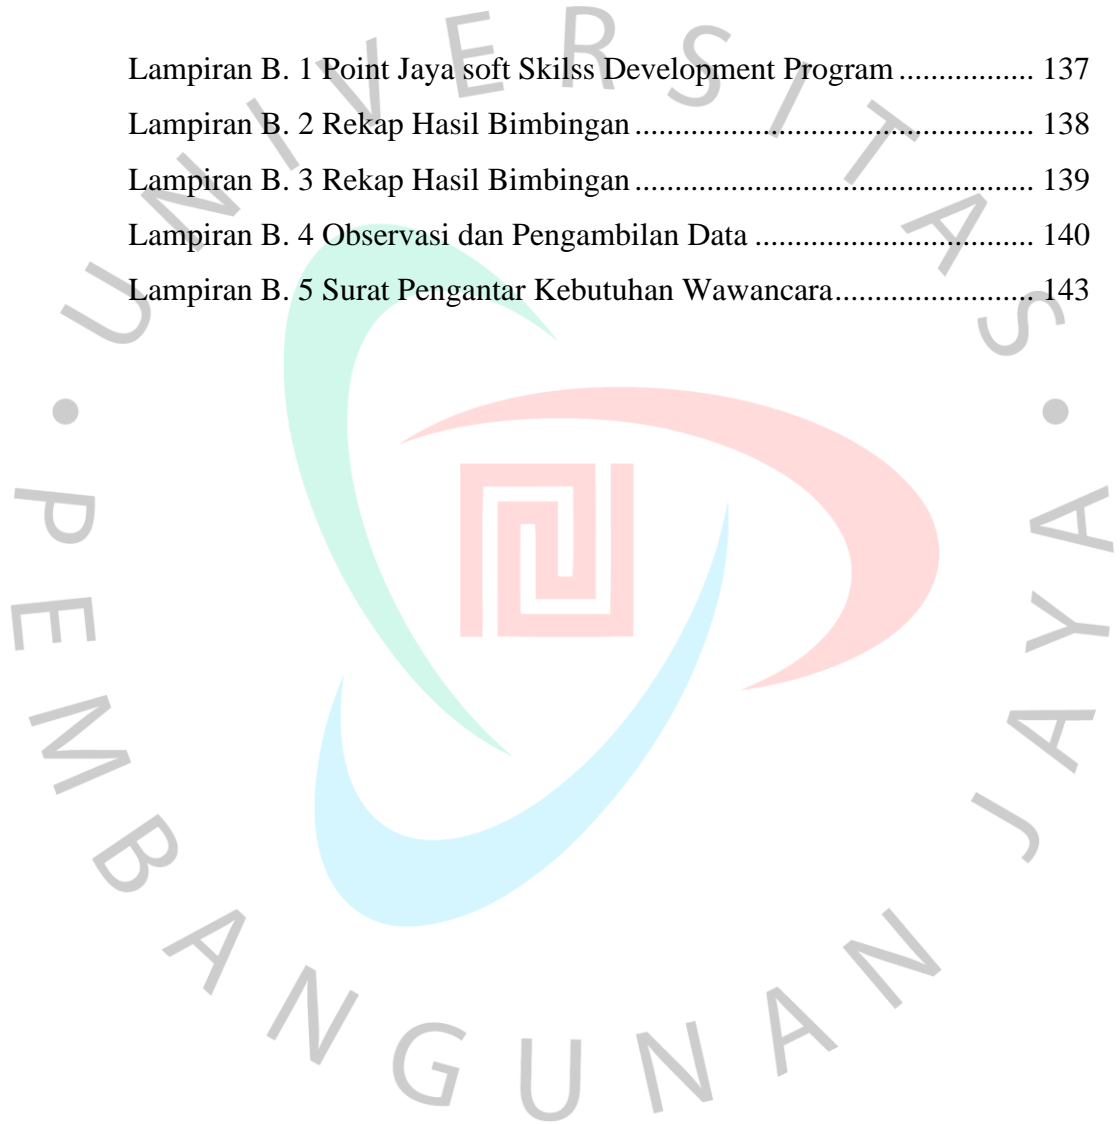 Lampiran B. 1 Point Jaya soft Skilss Development Program ................. 137
Lampiran B. 2 Rekap Hasil Bimbingan .................................................. 138
Lampiran B. 3 Rekap Hasil Bimbingan .................................................. 139
Lampiran B. 4 Observasi dan Pengambilan Data ................................... 140
Lampiran B. 5 Surat Pengantar Kebutuhan Wawancara......................... 143
UNIVERSITAS • PEMBANGUNAN JAYA •